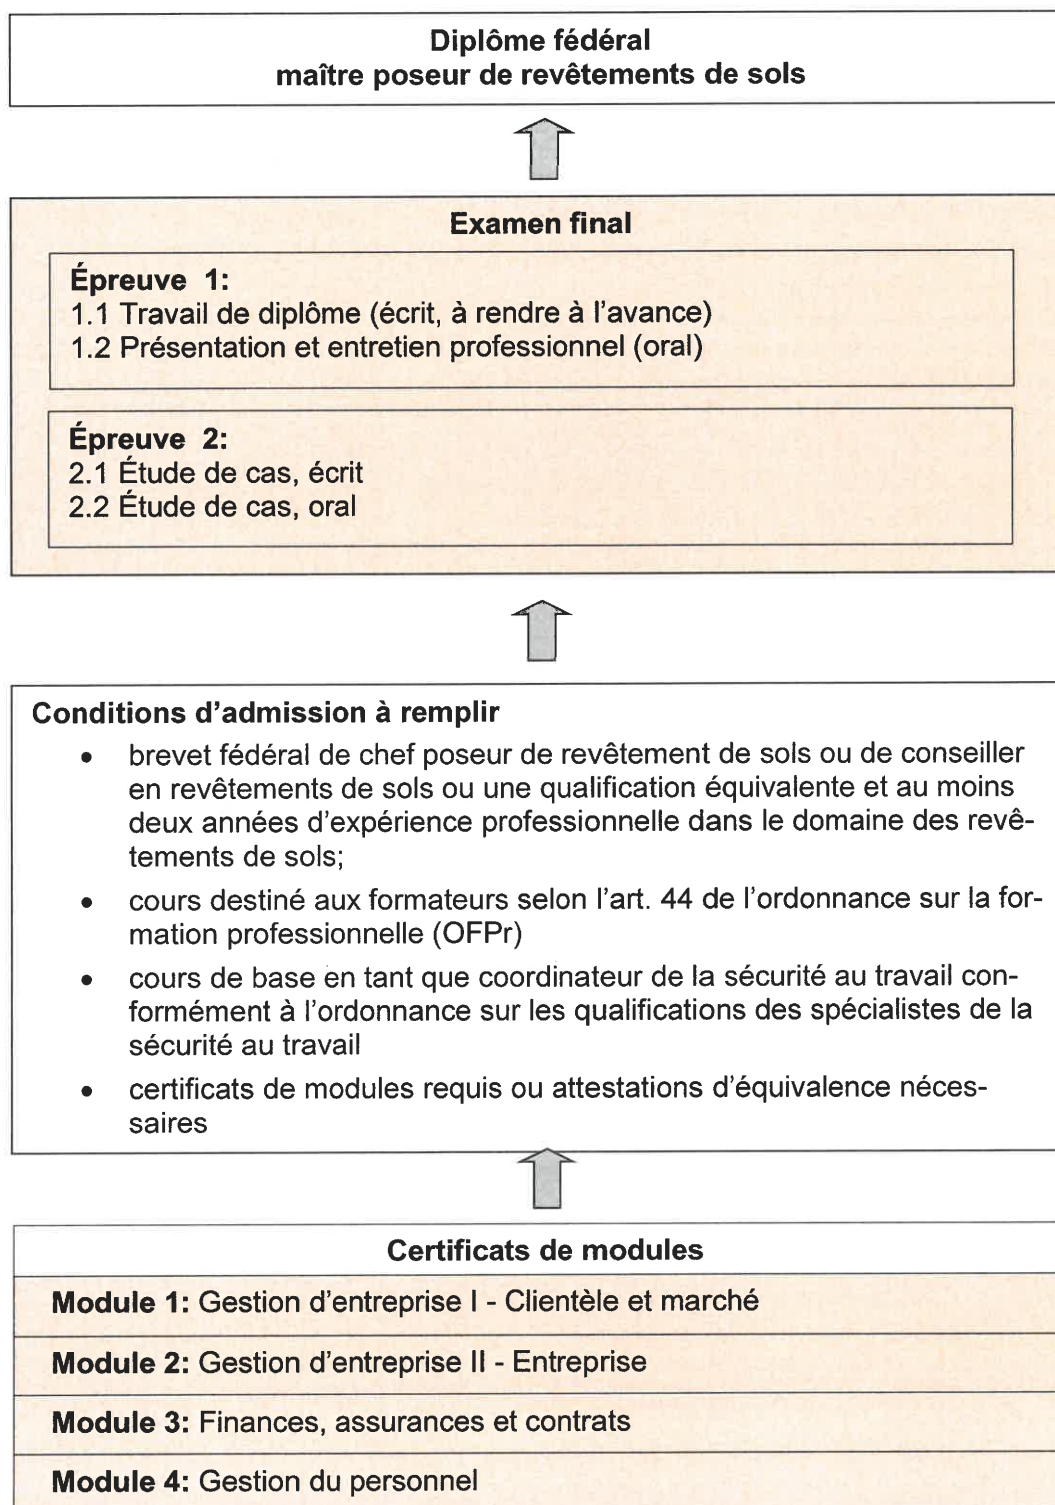 Diplôme fédéral
maître poseur de revêtements de sols
Examen final
Épreuve 1:
1.1 Travail de diplôme (écrit, à rendre à l'avance)
1.2 Présentation et entretien professionnel (oral)
Épreuve 2:
2.1 Étude de cas, écrit
2.2 Étude de cas, oral
Conditions d'admission à remplir
• brevet fédéral de chef poseur de revêtement de sols ou de conseiller
en revêtements de sols ou une qualification équivalente et au moins
deux années d'expérience professionnelle dans le domaine des revê-
tements de sols;
• cours destiné aux formateurs selon l'art. 44 de l'ordonnance sur la for-
mation professionnelle (OFPr)
• cours de base en tant que coordinateur de la sécurité au travail con-
formément à l'ordonnance sur les qualifications des spécialistes de la
sécurité au travail
• certificats de modules requis ou attestations d'équivalence néces-
saires
Certificats de modules
Module 1: Gestion d'entreprise I - Clientèle et marché
Module 2: Gestion d'entreprise II - Entreprise
Module 3: Finances, assurances et contrats
Module 4: Gestion du personnel